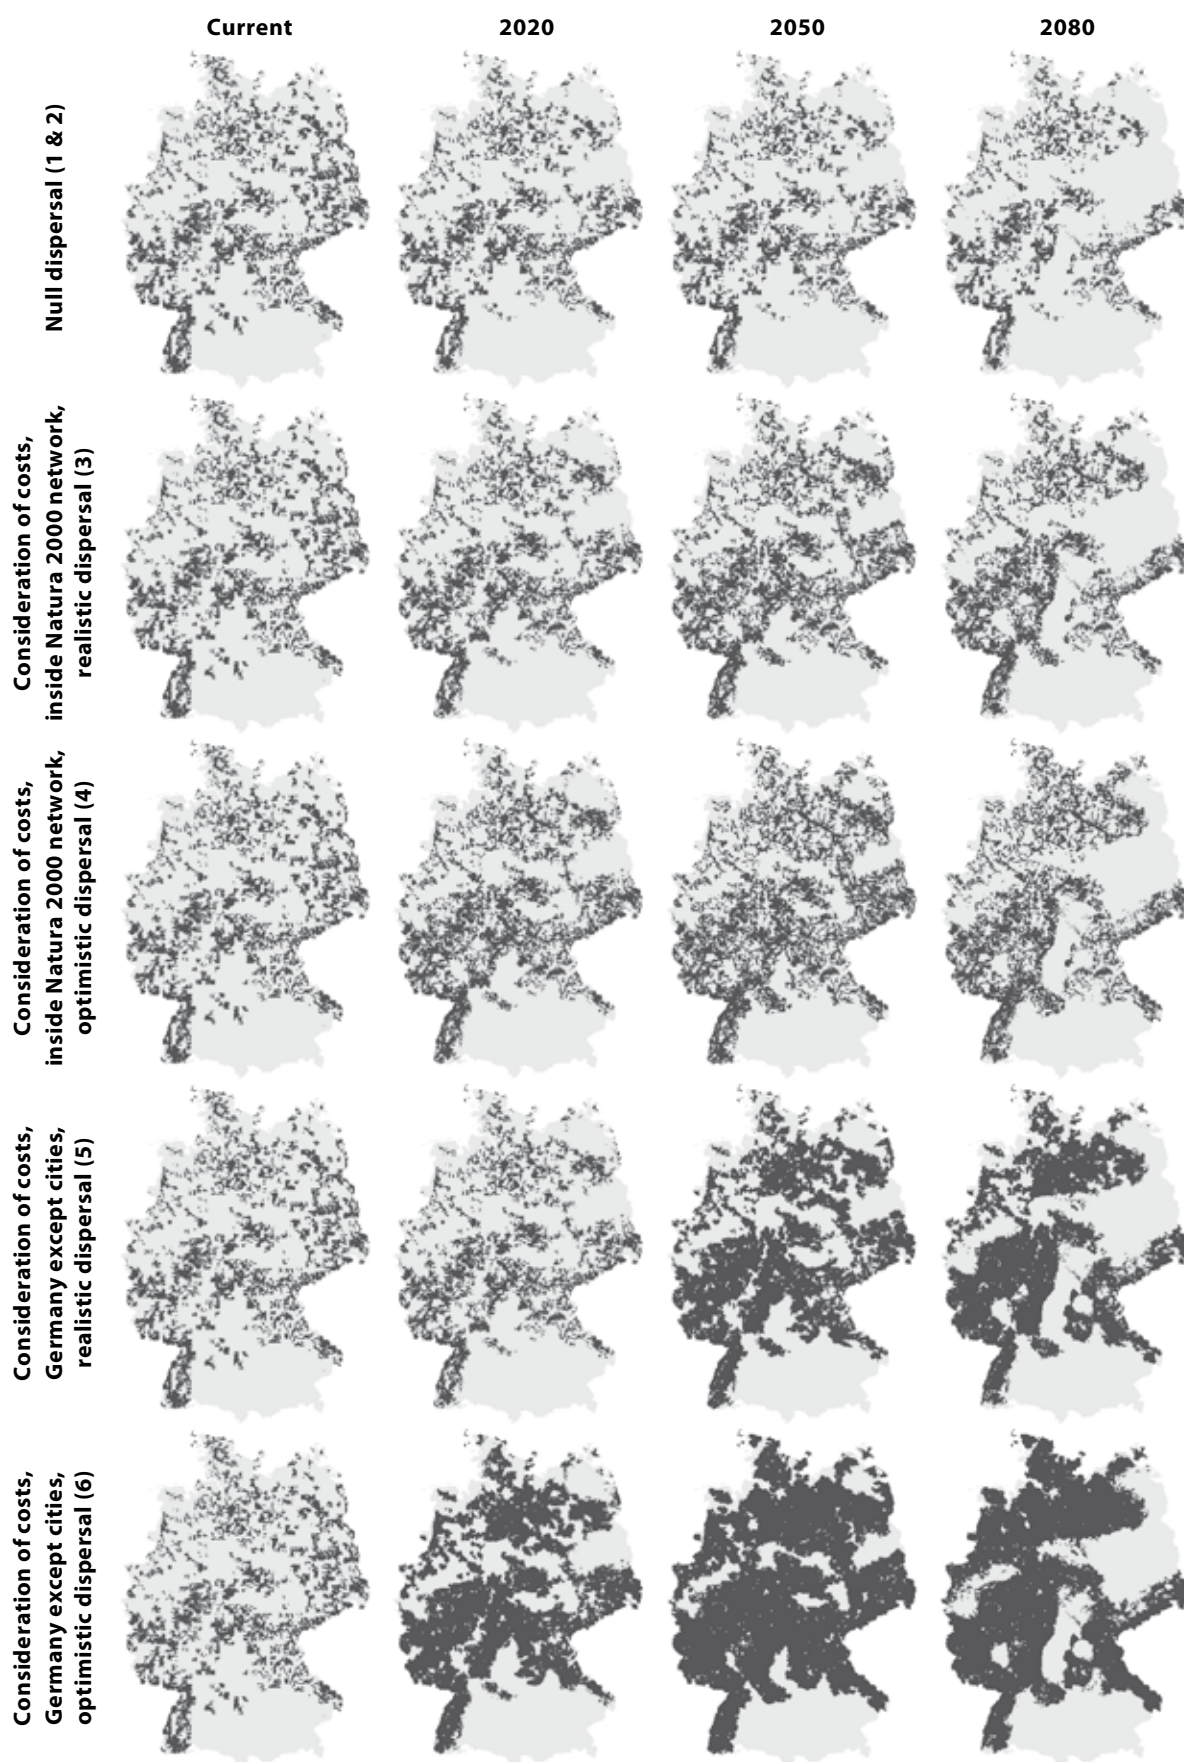 Current 2020 2050 2080
Null dispersal (1 & 2)
Consideration of costs,
inside Natura 2000 network,
realistic dispersal (3)
Consideration of costs,
inside Natura 2000 network,
optimistic dispersal (4)
Consideration of costs,
Germany except cities,
realistic dispersal (5)
Consideration of costs,
Germany except cities,
optimistic dispersal (6)